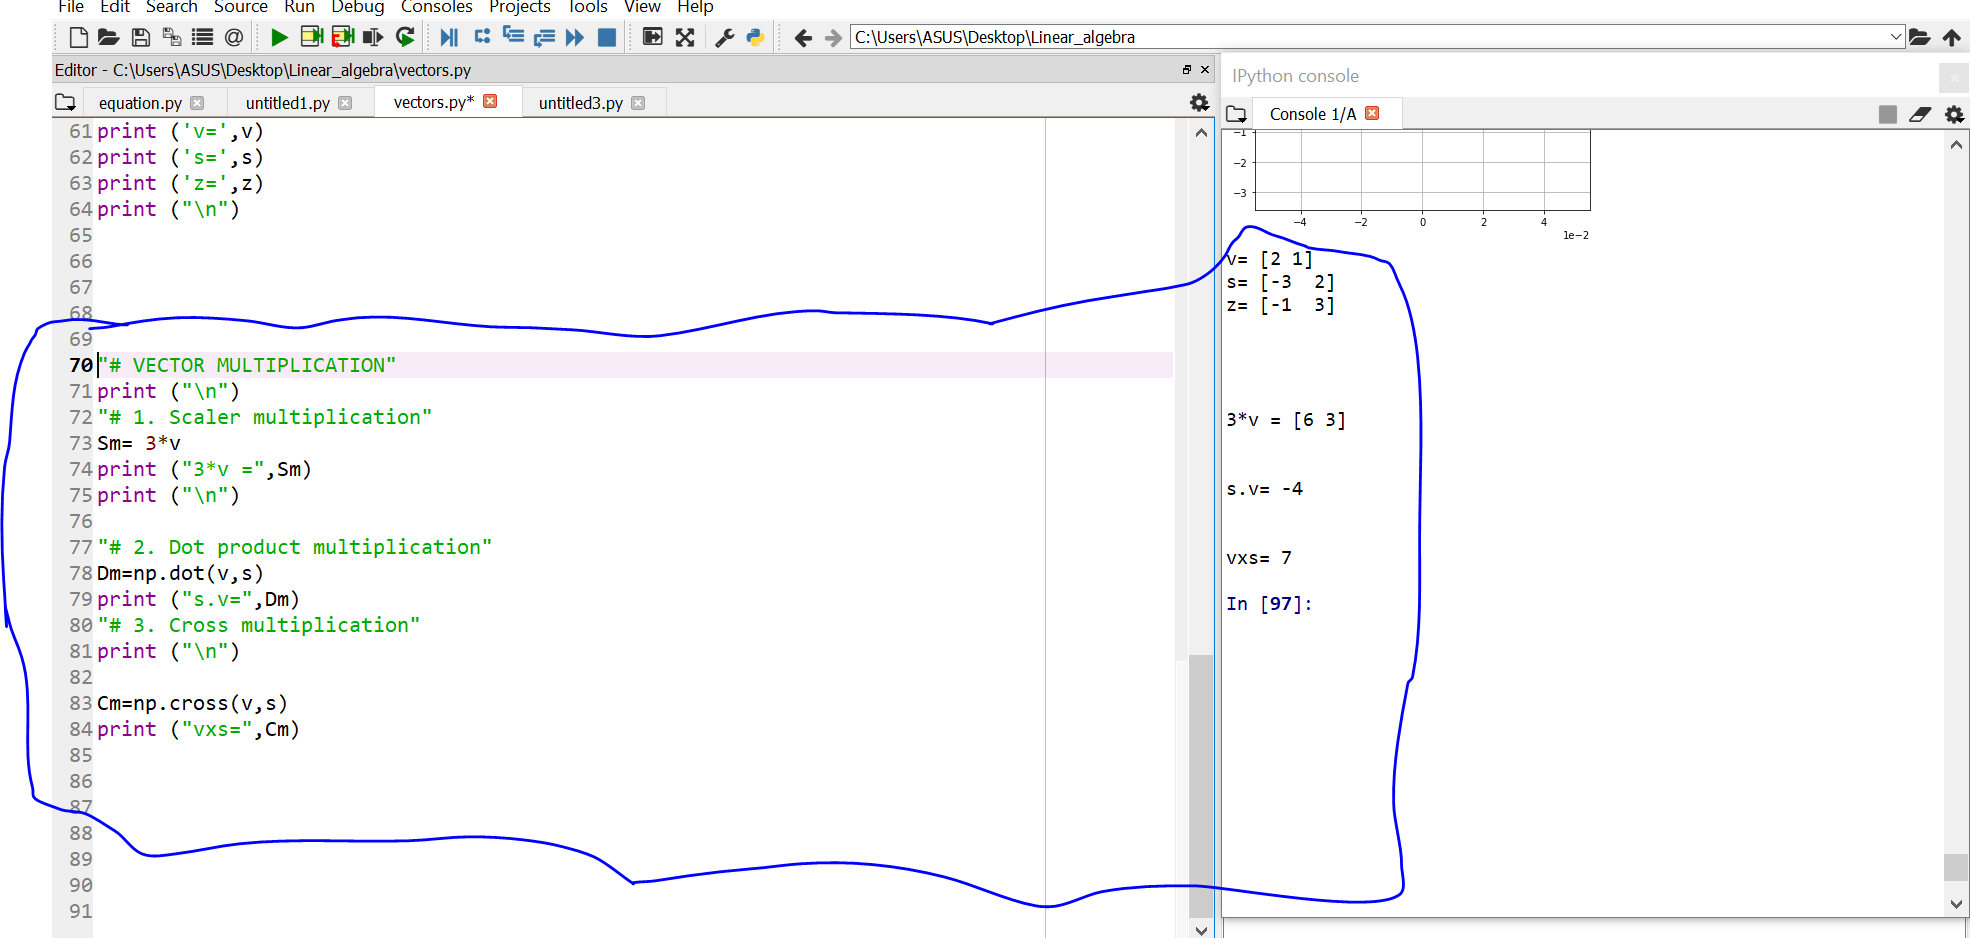 File Edit Search Source Run Debug Consoles Projects Tools View Help
C:\Users\ASUS\Desktop\Linear_algebra
Editor - C:\Users\ASUS\Desktop\Linear_algebra\vectors.py
equation.py untitled1.py vectors.py* untitled3.py
61 print ('v=',v)
62 print ('s=',s)
63 print ('z=',z)
64 print ("\n")
65
66
67
68
69
70 "# VECTOR MULTIPLICATION"
71 print ("\n")
72 "# 1. Scaler multiplication"
73 Sm= 3*v
74 print ("3*v =",Sm)
75 print ("\n")
76
77 "# 2. Dot product multiplication"
78 Dm=np.dot(v,s)
79 print ("s.v=",Dm)
80 "# 3. Cross multiplication"
81 print ("\n")
82
83 Cm=np.cross(v,s)
84 print ("vxs=",Cm)
85
86
87
88
89
90
91
IPython console
Console 1/A
−1
−2
−3
−4 −2 0 2 4
1e−2
v= [2 1]
s= [-3  2]
z= [-1  3]
3*v = [6 3]
s.v= -4
vxs= 7
In [97]: